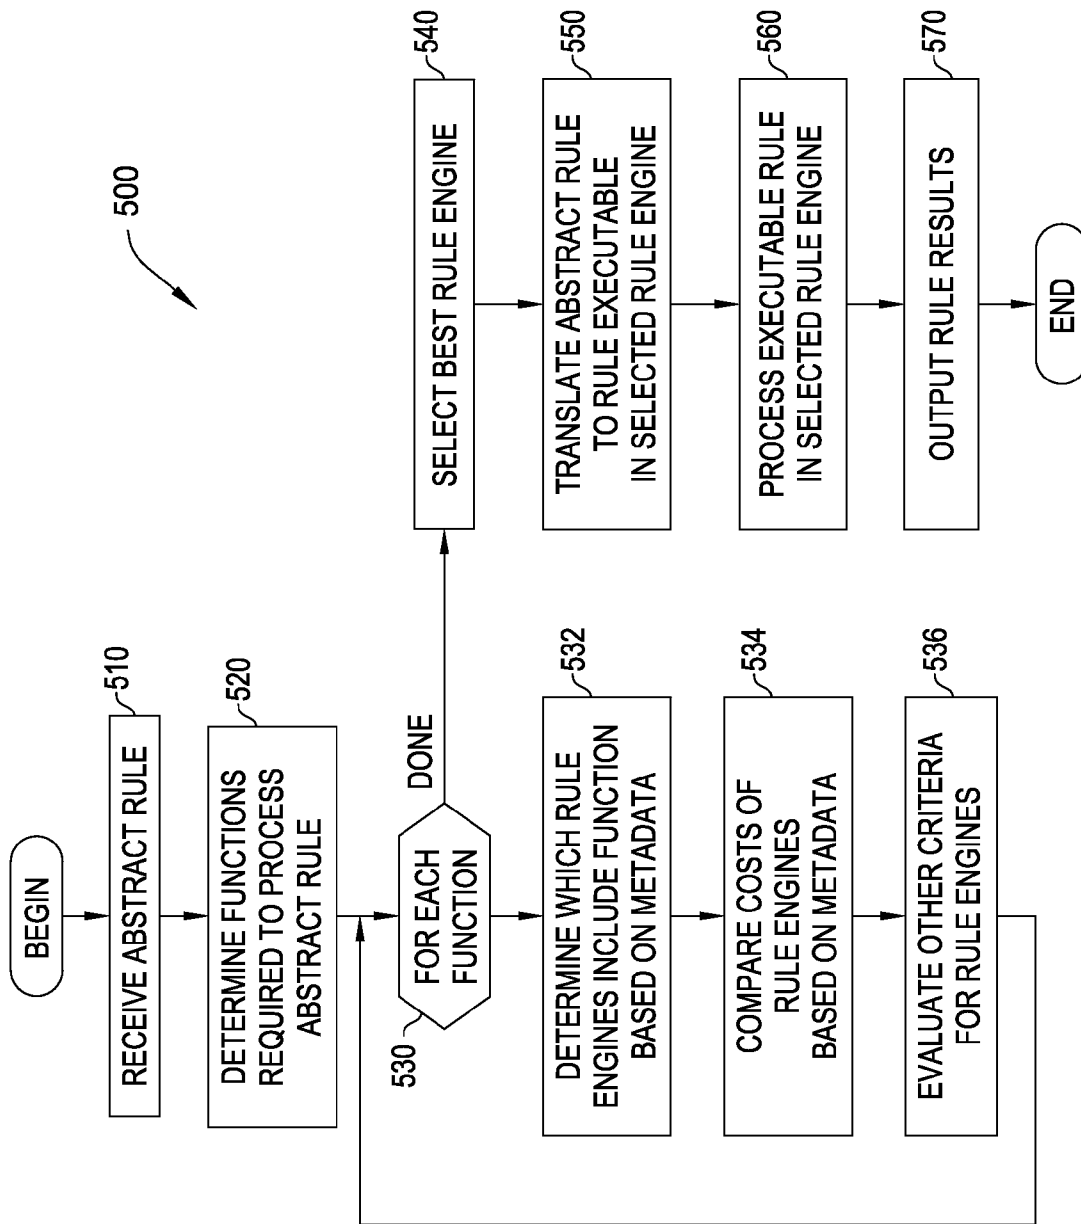 500
BEGIN
RECEIVE ABSTRACT RULE
510
DETERMINE FUNCTIONS
REQUIRED TO PROCESS
ABSTRACT RULE
520
FOR EACH
FUNCTION
530
DONE
DETERMINE WHICH RULE
ENGINES INCLUDE FUNCTION
BASED ON METADATA
532
COMPARE COSTS OF
RULE ENGINES
BASED ON METADATA
534
EVALUATE OTHER CRITERIA
FOR RULE ENGINES
536
SELECT BEST RULE ENGINE
540
TRANSLATE ABSTRACT RULE
TO RULE EXECUTABLE
IN SELECTED RULE ENGINE
550
PROCESS EXECUTABLE RULE
IN SELECTED RULE ENGINE
560
OUTPUT RULE RESULTS
570
END